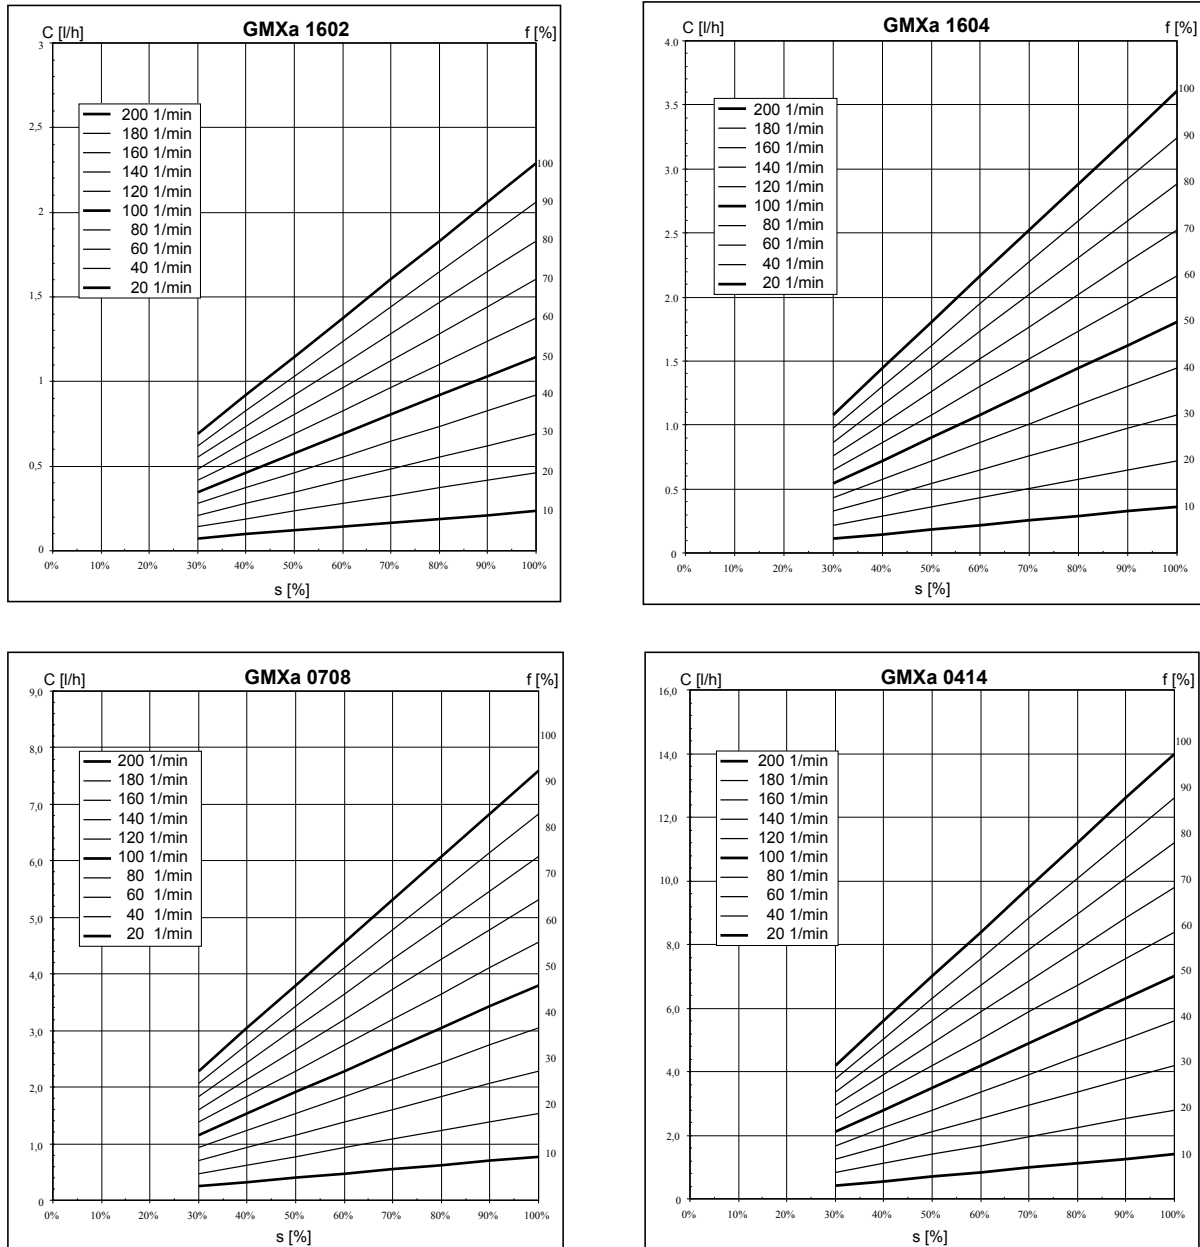 GMXa 1602
C [l/h]
f [%]
3
2,5
2
1,5
1
0,5
0
200 1/min
180 1/min
160 1/min
140 1/min
120 1/min
100 1/min
80 1/min
60 1/min
40 1/min
20 1/min
100
90
80
70
60
50
40
30
20
10
0% 10% 20% 30% 40% 50% 60% 70% 80% 90% 100%
s [%]
GMXa 1604
C [l/h]
f [%]
4.0
3.5
3.0
2.5
2.0
1.5
1.0
0.5
0
200 1/min
180 1/min
160 1/min
140 1/min
120 1/min
100 1/min
80 1/min
60 1/min
40 1/min
20 1/min
100
90
80
70
60
50
40
30
20
10
0% 10% 20% 30% 40% 50% 60% 70% 80% 90% 100%
s [%]
GMXa 0708
C [l/h]
f [%]
9,0
8,0
7,0
6,0
5,0
4,0
3,0
2,0
1,0
0
200 1/min
180 1/min
160 1/min
140 1/min
120 1/min
100 1/min
80 1/min
60 1/min
40 1/min
20 1/min
100
90
80
70
60
50
40
30
20
10
0% 10% 20% 30% 40% 50% 60% 70% 80% 90% 100%
s [%]
GMXa 0414
C [l/h]
f [%]
16,0
14,0
12,0
10,0
8,0
6,0
4,0
2,0
0
200 1/min
180 1/min
160 1/min
140 1/min
120 1/min
100 1/min
80 1/min
60 1/min
40 1/min
20 1/min
100
90
80
70
60
50
40
30
20
10
0% 10% 20% 30% 40% 50% 60% 70% 80% 90% 100%
s [%]